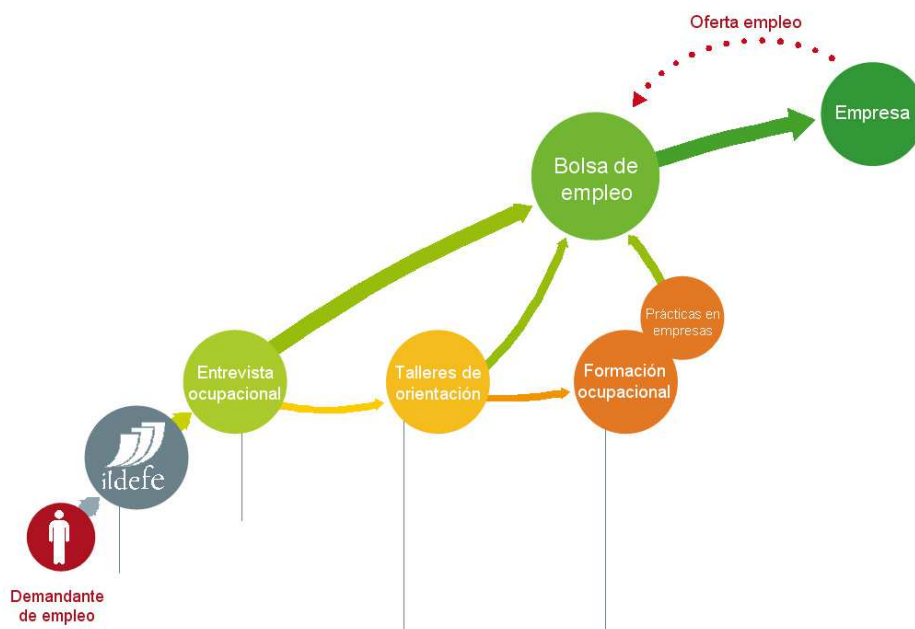 Oferta empleo
Empresa
Bolsa de
empleo
Prácticas en
empresas
Entrevista
ocupacional
Talleres de
orientación
Formación
ocupacional
ildefe
Demandante
de empleo